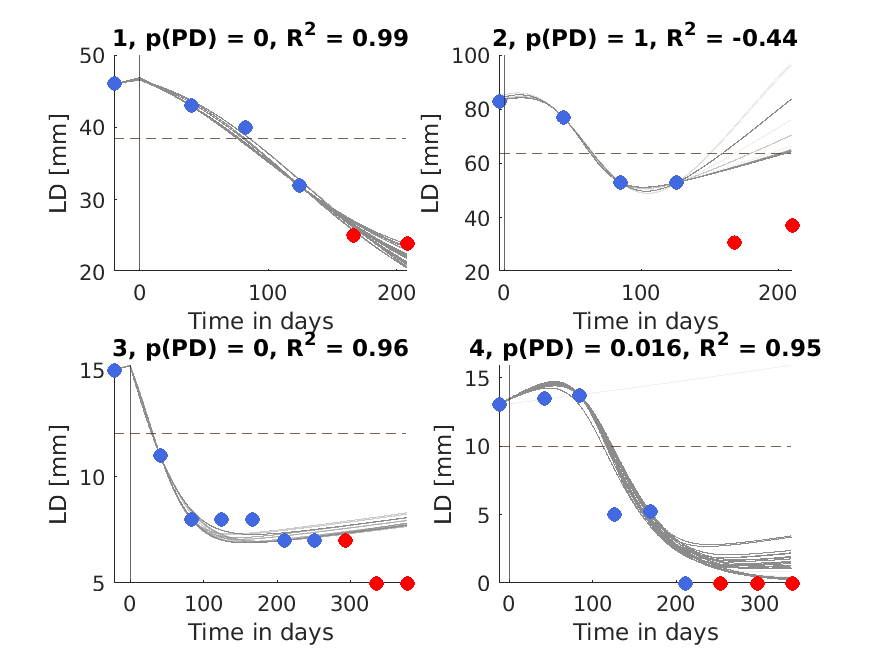 1, p(PD) = 0, R² = 0.99
50
40
30
20
LD [mm]
0
100
200
Time in days
2, p(PD) = 1, R² = -0.44
100
80
60
40
20
LD [mm]
0
100
200
Time in days
3, p(PD) = 0, R² = 0.96
15
10
5
LD [mm]
0
100
200
300
Time in days
4, p(PD) = 0.016, R² = 0.95
15
10
5
0
LD [mm]
0
100
200
300
Time in days